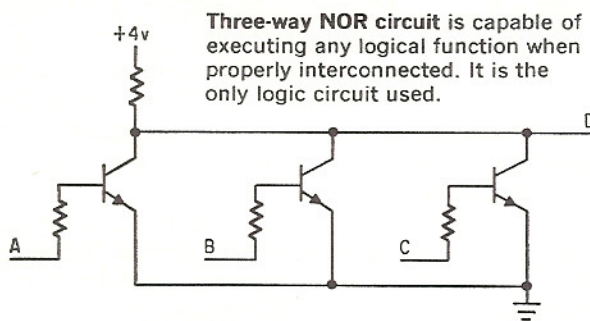 +4v
Three-way NOR circuit is capable of
executing any logical function when
properly interconnected. It is the
only logic circuit used.
A
B
C